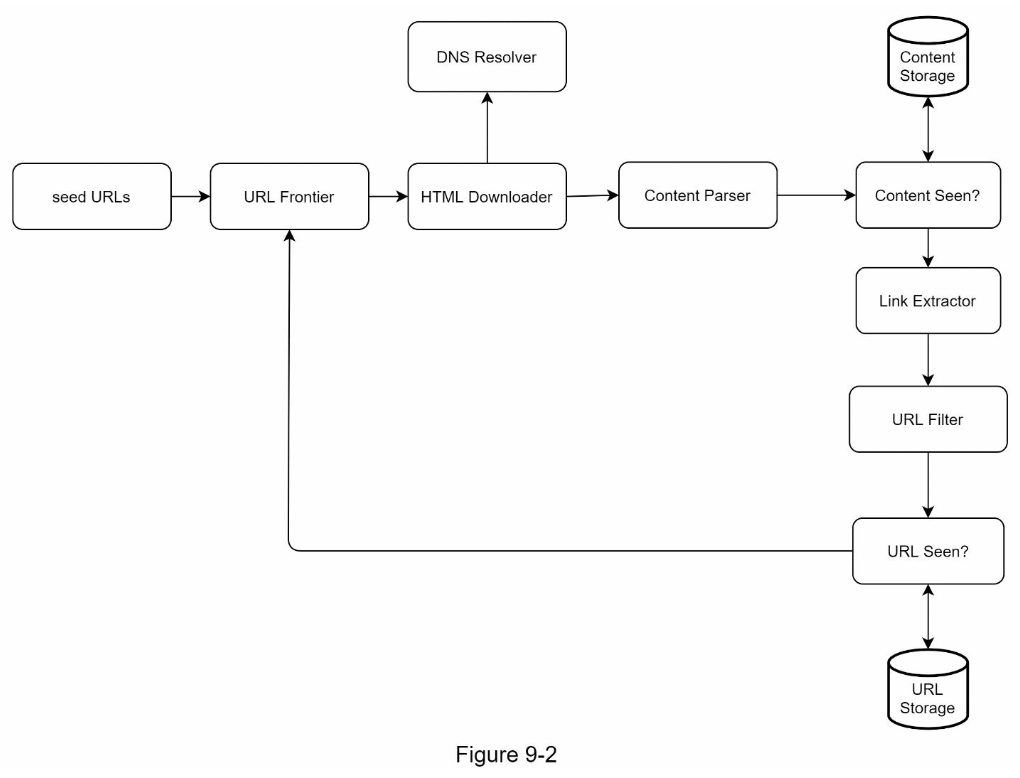 DNS Resolver
Content
Storage
seed URLs
URL Frontier
HTML Downloader
Content Parser
Content Seen?
Link Extractor
URL Filter
URL Seen?
URL
Storage
Figure 9-2